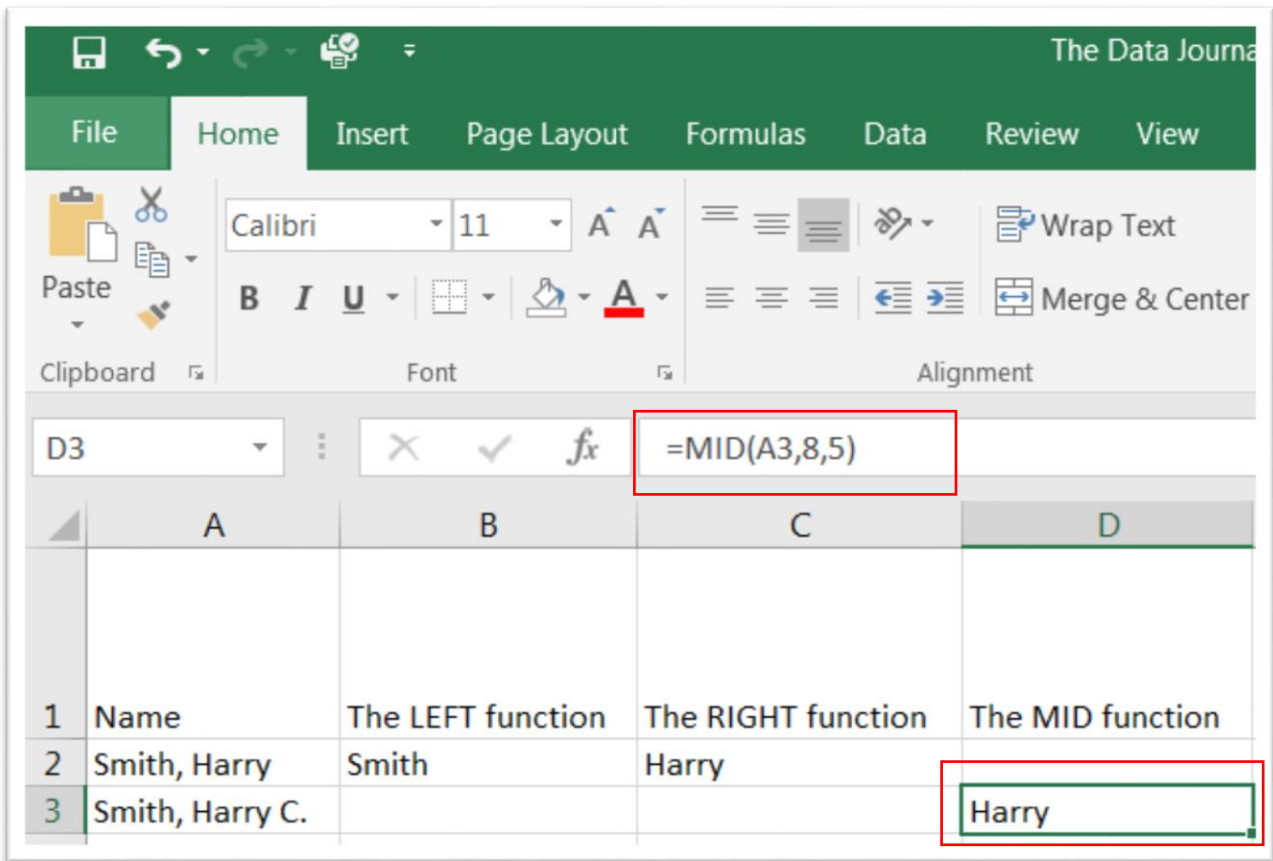 The Data Journa
File Home Insert Page Layout Formulas Data Review View
Calibri 11 A A Wrap Text
Paste B I U A Merge & Center
Clipboard Font Alignment
D3 fx =MID(A3,8,5)
A B C D
1 Name The LEFT function The RIGHT function The MID function
2 Smith, Harry Smith Harry
3 Smith, Harry C. Harry